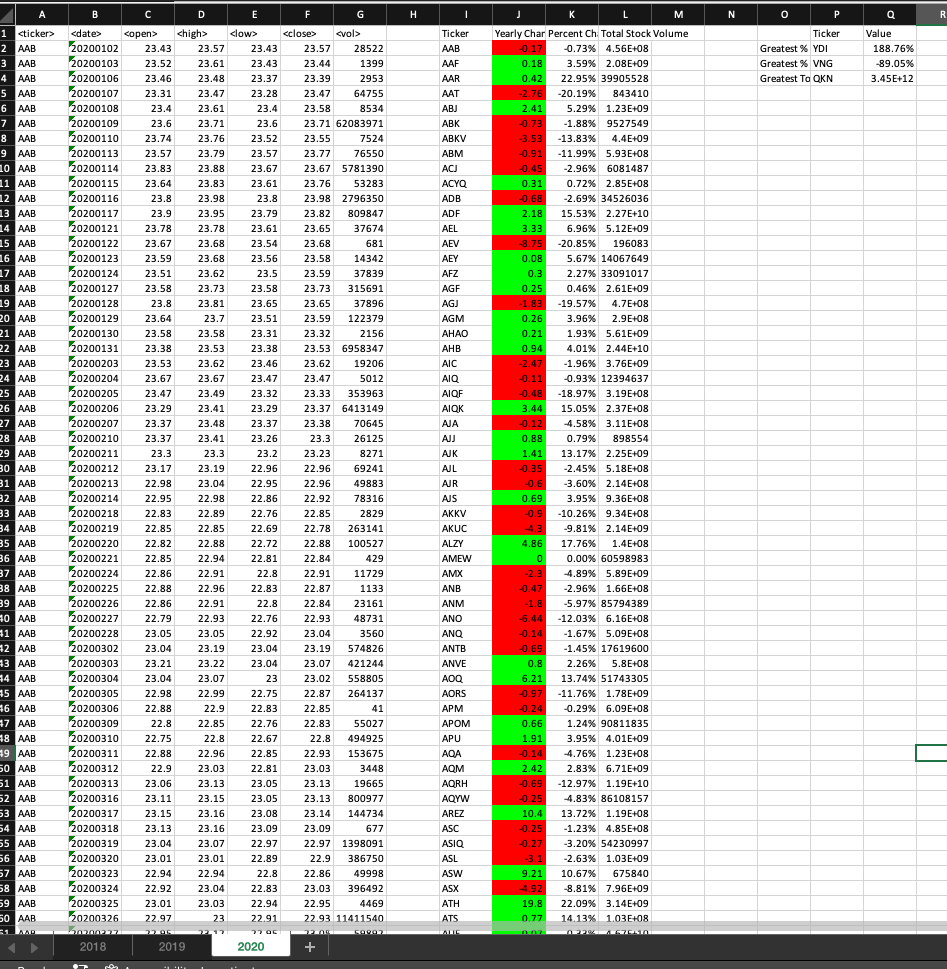 A B C D E F G H I J K L M N O P Q R
1 <ticker> <date> <open> <high> <low> <close> <vol> Ticker Yearly Char Percent Ch Total Stock Volume Ticker Value
2 AAB 20200102 23.43 23.57 23.43 23.57 28522 AAB -0.17 -0.73% 4.56E+08 Greatest % YDI 188.76%
3 AAB 20200103 23.52 23.61 23.43 23.44 1399 AAF 0.18 3.59% 2.08E+09 Greatest % VNG -89.05%
4 AAB 20200106 23.46 23.48 23.37 23.39 2953 AAR 0.42 22.95% 39905528 Greatest To QKN 3.45E+12
5 AAB 20200107 23.31 23.47 23.28 23.47 64755 AAT -2.76 -20.19% 843410
6 AAB 20200108 23.4 23.61 23.4 23.58 8534 ABJ 2.41 5.29% 1.23E+09
7 AAB 20200109 23.6 23.71 23.6 23.71 62083971 ABK -0.73 -1.88% 9527549
8 AAB 20200110 23.74 23.76 23.52 23.55 7524 ABKV -3.53 -13.83% 4.4E+09
9 AAB 20200113 23.57 23.79 23.57 23.77 76550 ABM -0.91 -11.99% 5.93E+08
10 AAB 20200114 23.83 23.96 23.67 23.67 5781390 ACJ -0.45 -2.96% 6081487
11 AAB 20200115 23.64 23.83 23.61 23.76 53283 ACYQ 0.31 0.72% 2.85E+08
12 AAB 20200116 23.8 23.98 23.8 23.98 2796350 ADB -0.68 -2.69% 34526036
13 AAB 20200117 23.9 23.95 23.79 23.82 809847 ADF 2.18 15.53% 2.27E+10
14 AAB 20200121 23.78 23.78 23.61 23.65 37674 AEL 3.33 6.96% 5.12E+09
15 AAB 20200122 23.67 23.68 23.54 23.68 681 AEV -8.75 -20.85% 196083
16 AAB 20200123 23.59 23.68 23.56 23.58 14342 AEY 0.08 5.67% 14067649
17 AAB 20200124 23.51 23.62 23.5 23.59 37839 AFZ 0.3 2.27% 33091017
18 AAB 20200127 23.58 23.73 23.58 23.73 315691 AGF 0.25 0.46% 2.61E+09
19 AAB 20200128 23.8 23.81 23.65 23.65 37896 AGJ -1.83 -19.57% 4.7E+08
20 AAB 20200129 23.64 23.7 23.51 23.59 122379 AGM 0.26 3.96% 2.9E+08
21 AAB 20200130 23.58 23.58 23.31 23.32 2156 AHAO 0.21 1.93% 5.61E+09
22 AAB 20200131 23.38 23.53 23.38 23.53 6958347 AHB 0.94 4.01% 2.44E+10
23 AAB 20200203 23.53 23.62 23.46 23.62 19206 AIC -2.47 -1.96% 3.76E+09
24 AAB 20200204 23.67 23.67 23.47 23.47 5012 AIQ -0.11 -0.93% 12394637
25 AAB 20200205 23.47 23.49 23.32 23.33 353963 AIQF -0.48 -18.97% 3.19E+08
26 AAB 20200206 23.29 23.41 23.29 23.37 6413149 AIQK 3.44 15.05% 2.37E+08
27 AAB 20200207 23.37 23.48 23.37 23.38 70645 AJA -0.12 -4.58% 3.11E+08
28 AAB 20200210 23.37 23.41 23.26 23.3 26125 AJJ 0.88 0.79% 898554
29 AAB 20200211 23.3 23.3 23.2 23.23 8271 AJK 1.41 13.17% 2.25E+09
30 AAB 20200212 23.17 23.19 22.96 22.96 69241 AJL -0.35 -2.45% 5.18E+08
31 AAB 20200213 22.98 23.04 22.95 22.96 49883 AJR -0.6 -3.60% 2.14E+08
32 AAB 20200214 22.95 22.98 22.86 22.92 78316 AJS 0.69 3.95% 9.36E+08
33 AAB 20200218 22.83 22.89 22.76 22.85 2829 AKKV -0.9 -10.26% 9.34E+08
34 AAB 20200219 22.85 22.85 22.69 22.78 263141 AKUC -4.3 -9.81% 2.14E+09
35 AAB 20200220 22.82 22.88 22.72 22.88 100527 ALZY 4.86 17.76% 1.4E+08
36 AAB 20200221 22.85 22.94 22.81 22.84 429 AMEW 0 0.00% 60598983
37 AAB 20200224 22.86 22.91 22.8 22.91 11729 AMX -2.3 -4.89% 5.89E+09
38 AAB 20200225 22.88 22.96 22.83 22.87 1133 ANB -0.47 -2.96% 1.66E+08
39 AAB 20200226 22.86 22.91 22.8 22.84 23161 ANM -1.8 -5.97% 85794389
40 AAB 20200227 22.79 22.93 22.76 22.93 48731 ANO -6.44 -12.03% 6.16E+08
41 AAB 20200228 23.05 23.05 22.92 23.04 3560 ANQ -0.14 -1.67% 5.09E+08
42 AAB 20200302 23.04 23.19 23.04 23.19 574826 ANTB -0.69 -1.45% 17619600
43 AAB 20200303 23.21 23.22 23.04 23.07 421244 ANVE 0.8 2.26% 5.8E+08
44 AAB 20200304 23.04 23.07 23 23.02 558805 AOQ 6.21 13.74% 51743305
45 AAB 20200305 22.98 22.99 22.75 22.87 264137 AORS -0.97 -11.76% 1.78E+09
46 AAB 20200306 22.88 22.9 22.83 22.85 41 APM -0.24 -0.29% 6.09E+08
47 AAB 20200309 22.8 22.85 22.76 22.83 55027 APOM 0.66 1.24% 90811835
48 AAB 20200310 22.75 22.8 22.67 22.8 494925 APU 1.91 3.95% 4.01E+09
49 AAB 20200311 22.88 22.96 22.85 22.93 153675 AQA -0.14 -4.76% 1.23E+08
50 AAB 20200312 22.9 23.03 22.81 23.03 3448 AQM 2.42 2.83% 6.71E+09
51 AAB 20200313 23.06 23.13 23.05 23.13 19665 AQRH -0.69 -12.97% 1.19E+10
52 AAB 20200316 23.11 23.15 23.05 23.13 800977 AQYW -0.25 -4.83% 86108157
53 AAB 20200317 23.15 23.16 23.08 23.14 144734 AREZ 10.4 13.72% 1.19E+08
54 AAB 20200318 23.13 23.16 23.09 23.09 677 ASC -0.25 -1.23% 4.85E+08
55 AAB 20200319 23.04 23.07 22.97 22.97 1398091 ASIQ -0.27 -3.20% 54230997
56 AAB 20200320 23.01 23.01 22.89 22.9 386750 ASL -3.1 -2.63% 1.03E+09
57 AAB 20200323 22.94 22.94 22.8 22.86 49998 ASW 9.21 10.67% 675840
58 AAB 20200324 22.92 23.04 22.83 23.03 396492 ASX -4.92 -8.81% 7.96E+09
59 AAB 20200325 23.01 23.03 22.94 22.95 4469 ATH 19.8 22.09% 3.14E+09
60 AAB 20200326 22.97 23 22.91 22.93 11411540 ATS 0.77 14.13% 1.03E+08
2018 2019 2020 +